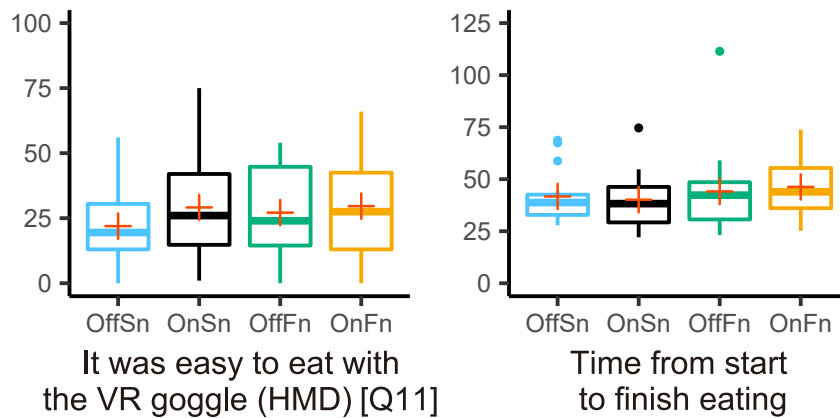 100
75
50
25
0
OffSn OnSn OffFn OnFn
It was easy to eat with
the VR goggle (HMD) [Q11]
125
100
75
50
25
0
OffSn OnSn OffFn OnFn
Time from start
to finish eating